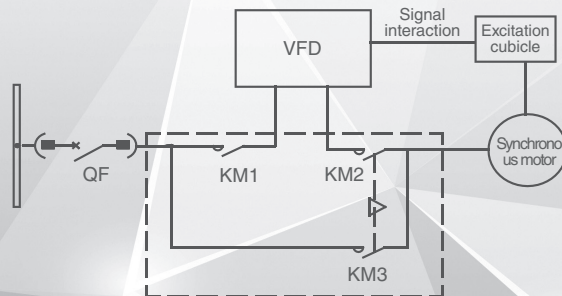 Signal
interaction
Excitation
cubicle
VFD
Synchrono
us motor
QF
KM1
KM2
KM3